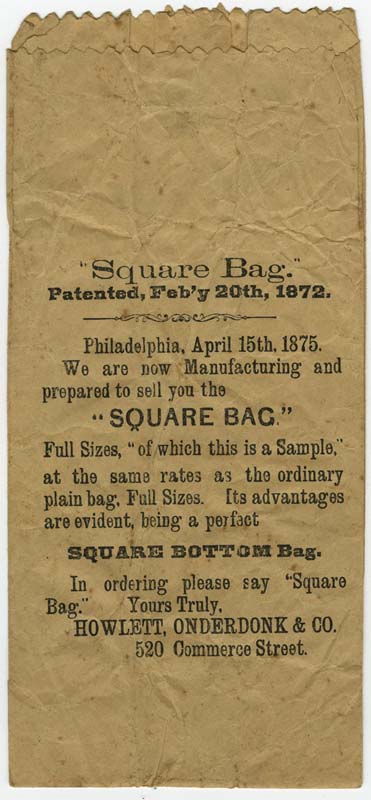 "Square Bag."
Patented, Feb'y 20th, 1872.
Philadelphia, April 15th, 1875.
We are now Manufacturing and
prepared to sell you the
"SQUARE BAG."
Full Sizes, "of which this is a Sample,"
at the same rates as the ordinary
plain bag, Full Sizes. Its advantages
are evident, being a perfect
SQUARE BOTTOM Bag.
In ordering please say "Square
Bag." Yours Truly,
HOWLETT, ONDERDONK & CO.
520 Commerce Street.